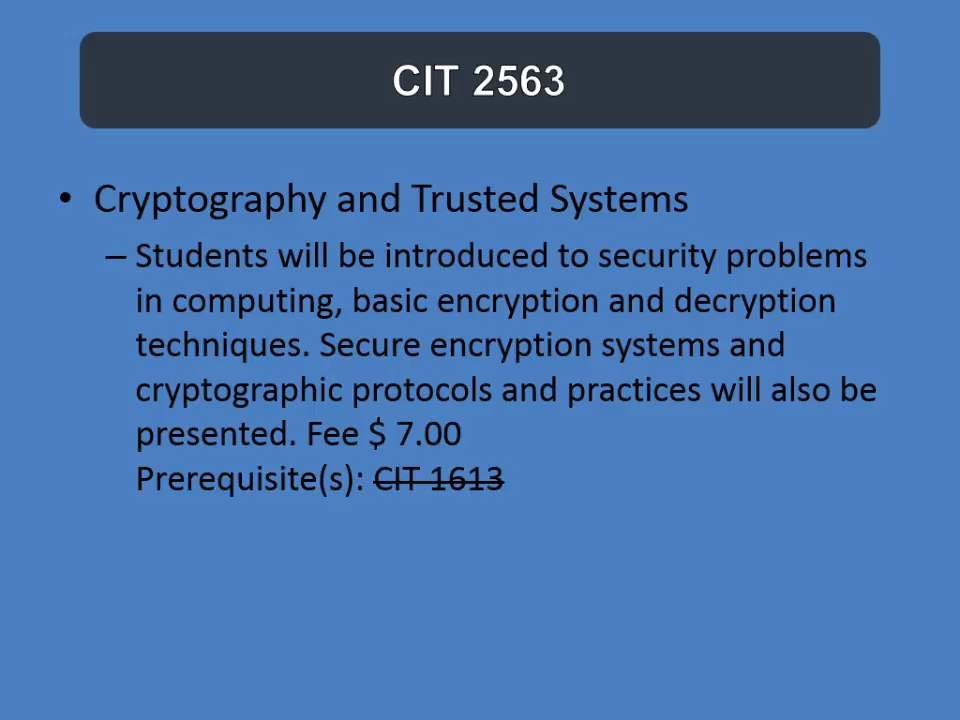 CIT 2563
• Cryptography and Trusted Systems
– Students will be introduced to security problems
in computing, basic encryption and decryption
techniques. Secure encryption systems and
cryptographic protocols and practices will also be
presented. Fee $ 7.00
Prerequisite(s): CIT 1613